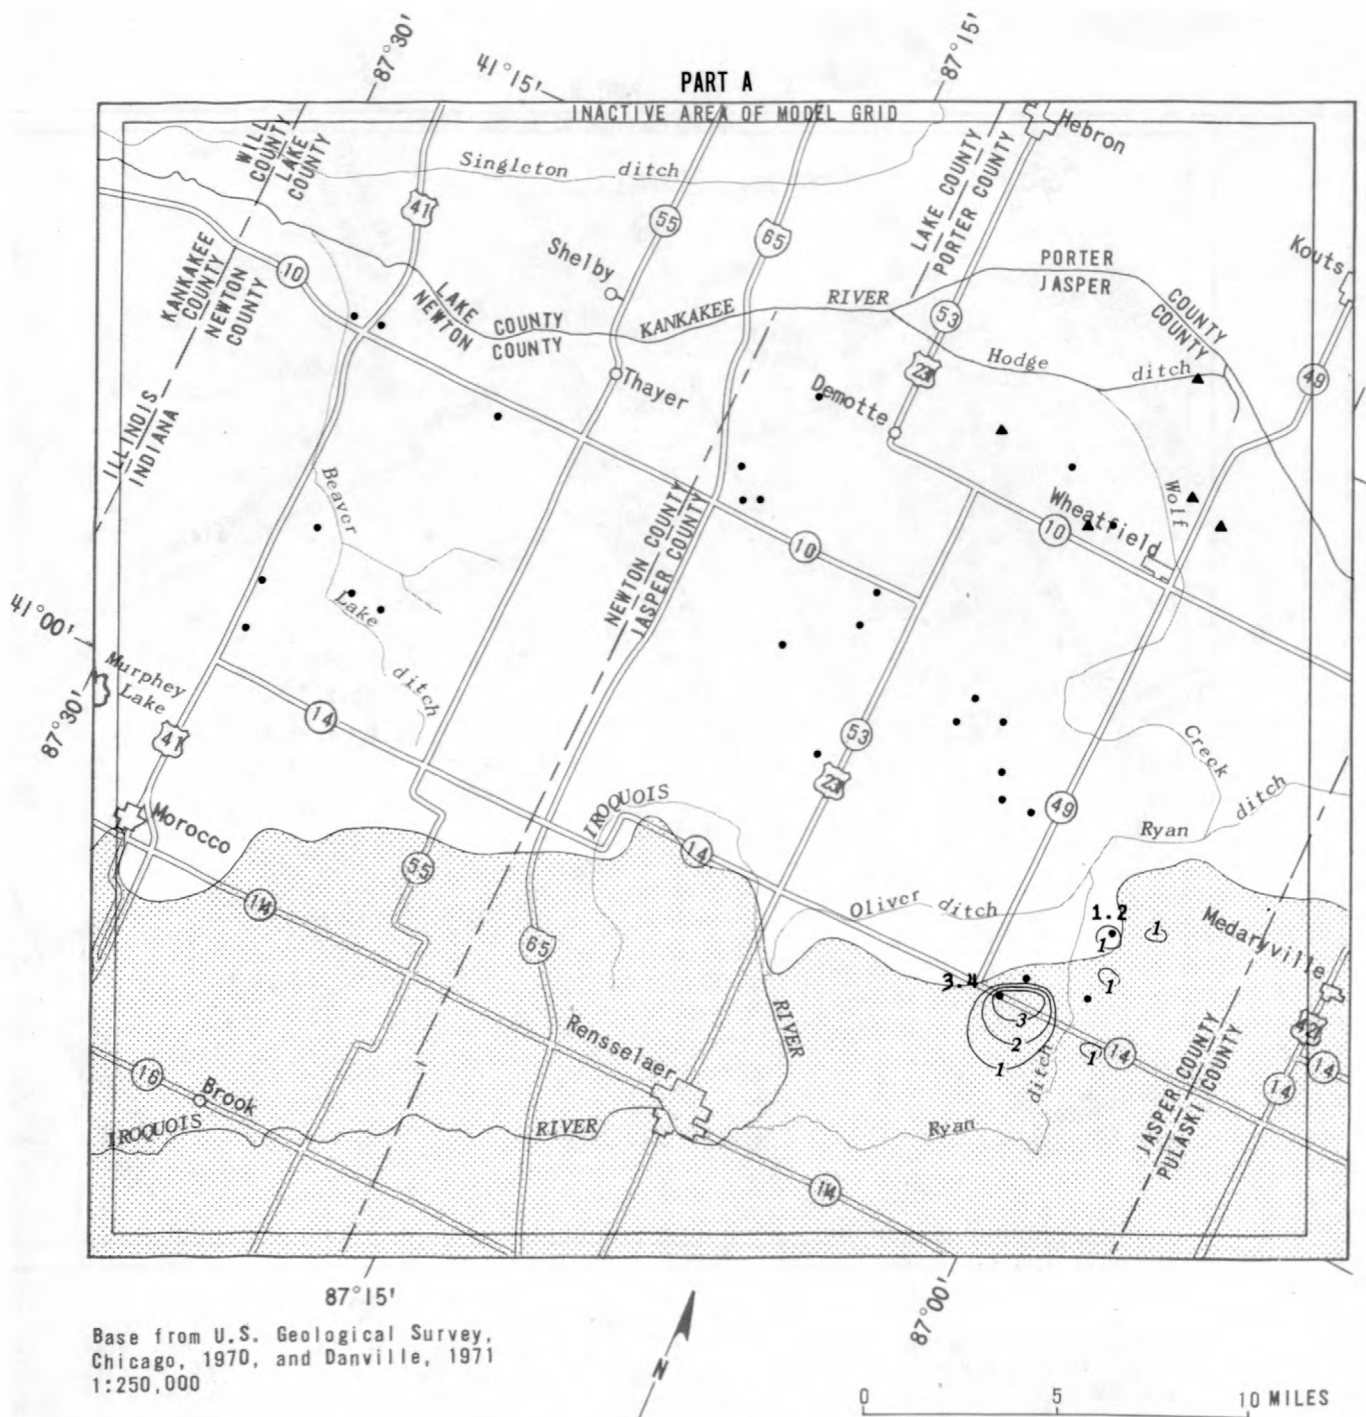 PART A
INACTIVE AREA OF MODEL GRID
87°30'
41°15'
87°15'
Hebron
WILL
COUNTY
LAKE
COUNTY
Singleton ditch
LAKE COUNTY
PORTER COUNTY
41
55
65
Kouts
Shelby
PORTER
JASPER
COUNTY
COUNTY
KANKAKEE
COUNTY
NEWTON
COUNTY
10
LAKE
NEWTON
COUNTY
COUNTY
KANKAKEE
RIVER
53
231
Hodge
ditch
49
Thayer
Demotte
ILLINOIS
INDIANA
Beaver
Lake
ditch
Wheatfield
Wolf
10
10
NEWTON COUNTY
JASPER COUNTY
41°00'
Murphey
Lake
87°30'
14
41
53
231
Creek
Ryan
ditch
49
IROQUOIS
RIVER
14
Morocco
55
114
65
Oliver ditch
1.2
1
1
1
Medaryville
3.4
3
2
1
1
14
421
14
14
Rensselaer
ditch
Ryan
JASPER COUNTY
PULASKI COUNTY
16
Brook
IROQUOIS
RIVER
114
87°15'
87°00'
Base from U.S. Geological Survey,
Chicago, 1970, and Danville, 1971
1:250,000
N
0 5 10 MILES